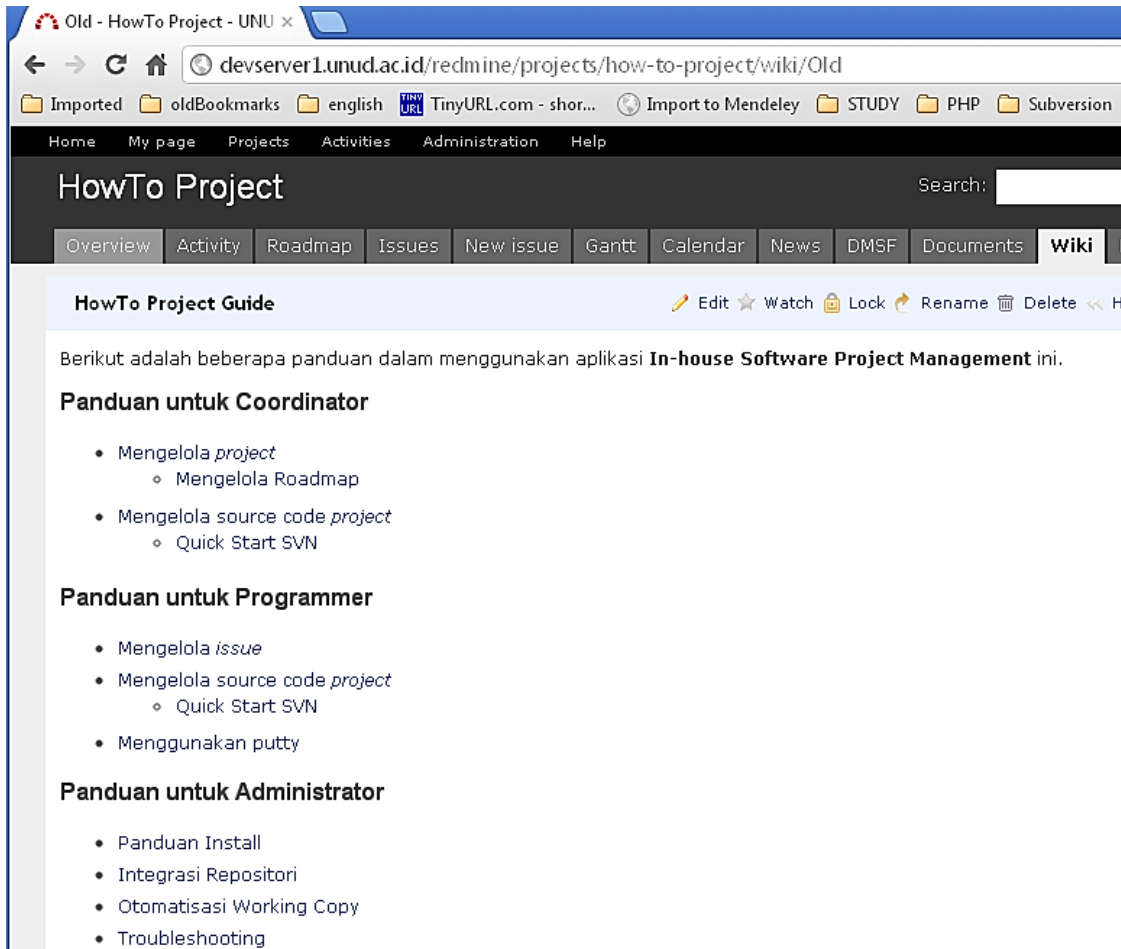 Old - HowTo Project - UNU
devserver1.unud.ac.id/redmine/projects/how-to-project/wiki/Old
Imported oldBookmarks english TINY URL TinyURL.com - shor... Import to Mendeley STUDY PHP Subversion
Home My page Projects Activities Administration Help
HowTo Project Search:
Overview Activity Roadmap Issues New issue Gantt Calendar News DMSF Documents Wiki
HowTo Project Guide Edit Watch Lock Rename Delete H
Berikut adalah beberapa panduan dalam menggunakan aplikasi In-house Software Project Management ini.
Panduan untuk Coordinator
Mengelola project
Mengelola Roadmap
Mengelola source code project
Quick Start SVN
Panduan untuk Programmer
Mengelola issue
Mengelola source code project
Quick Start SVN
Menggunakan putty
Panduan untuk Administrator
Panduan Install
Integrasi Repositori
Otomatisasi Working Copy
Troubleshooting